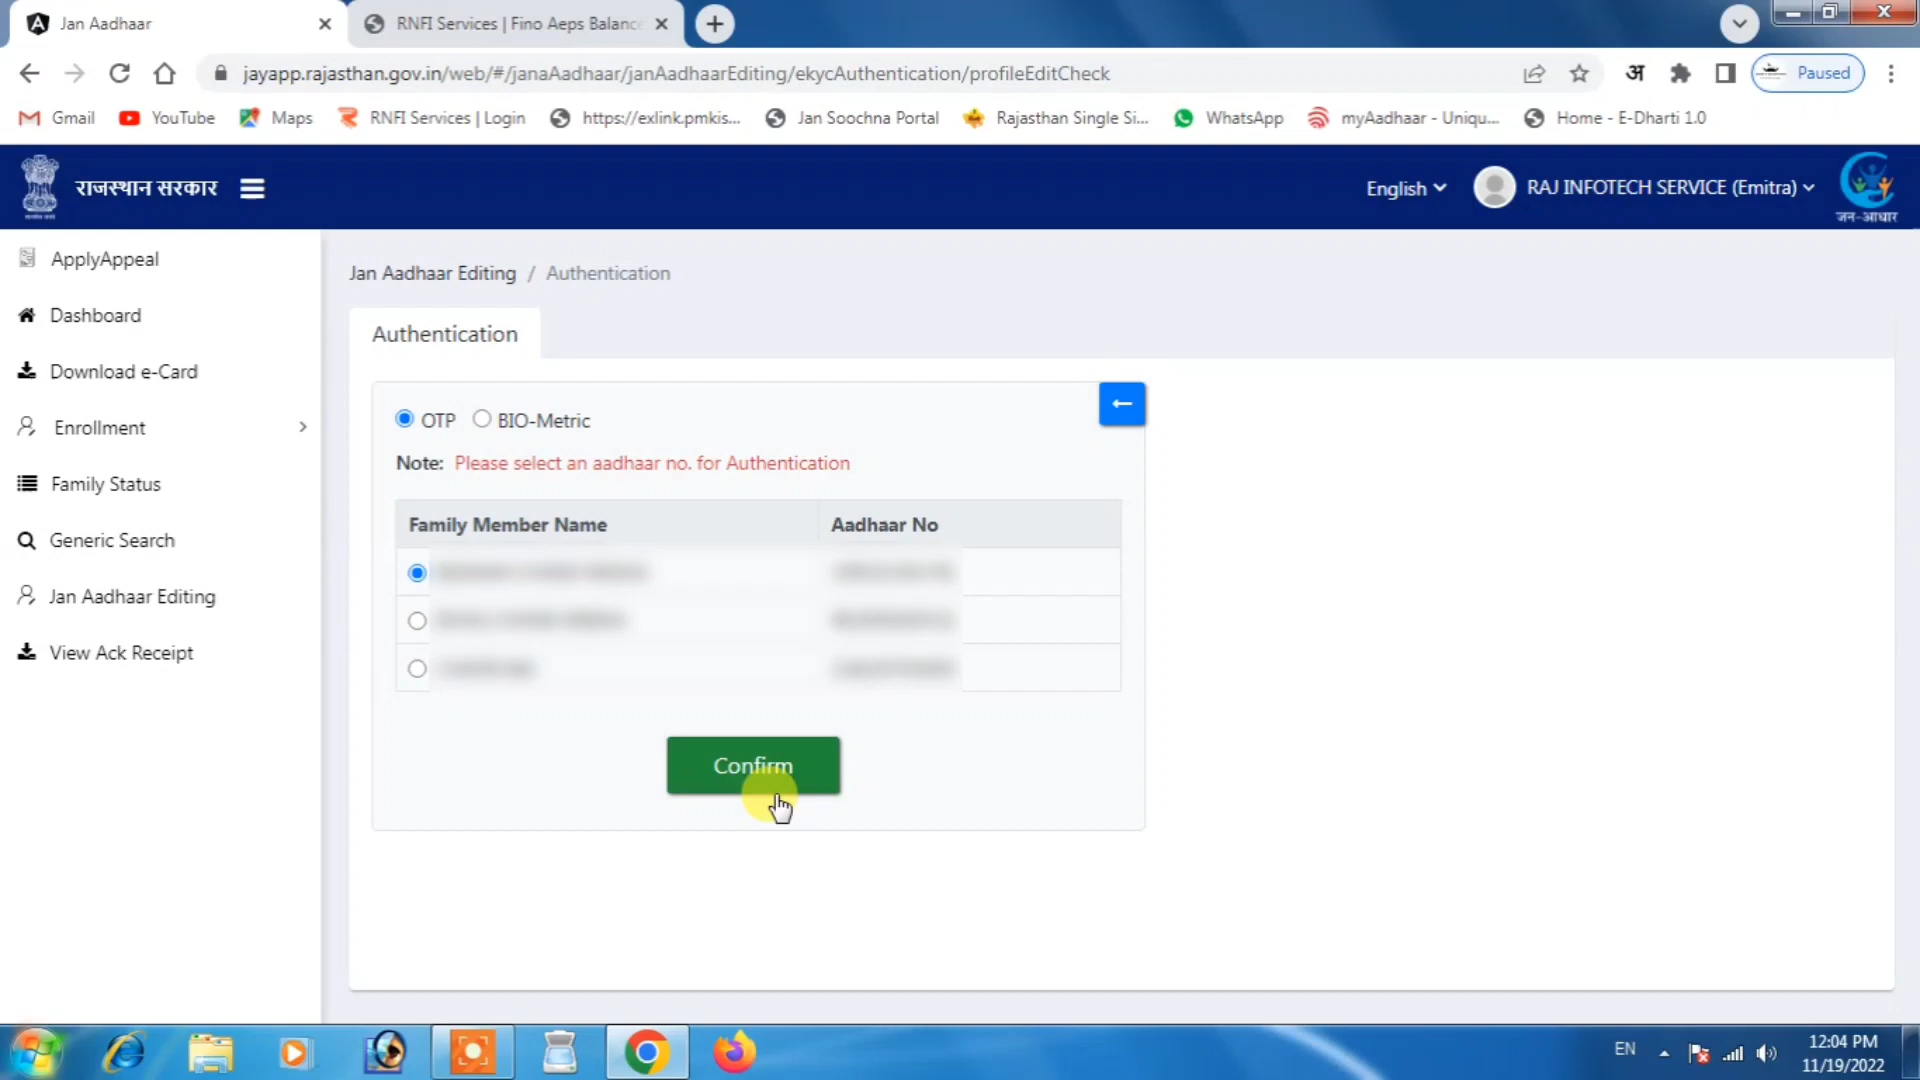 Jan Aadhaar
RNFI Services | Fino Aeps Balance
jayapp.rajasthan.gov.in/web/#/janaAadhaar/janAadhaarEditing/ekycAuthentication/profileEditCheck
अ
Paused
Gmail
YouTube
Maps
RNFI Services | Login
https://exlink.pmkis...
Jan Soochna Portal
Rajasthan Single Si...
WhatsApp
myAadhaar - Uniqu...
Home - E-Dharti 1.0
राजस्थान सरकार
English
RAJ INFOTECH SERVICE (Emitra)
जन-आधार
ApplyAppeal
Dashboard
Download e-Card
Enrollment
Family Status
Generic Search
Jan Aadhaar Editing
View Ack Receipt
Jan Aadhaar Editing / Authentication
Authentication
OTP BIO-Metric
Note: Please select an aadhaar no. for Authentication
Family Member Name Aadhaar No
Confirm
EN
12:04 PM
11/19/2022